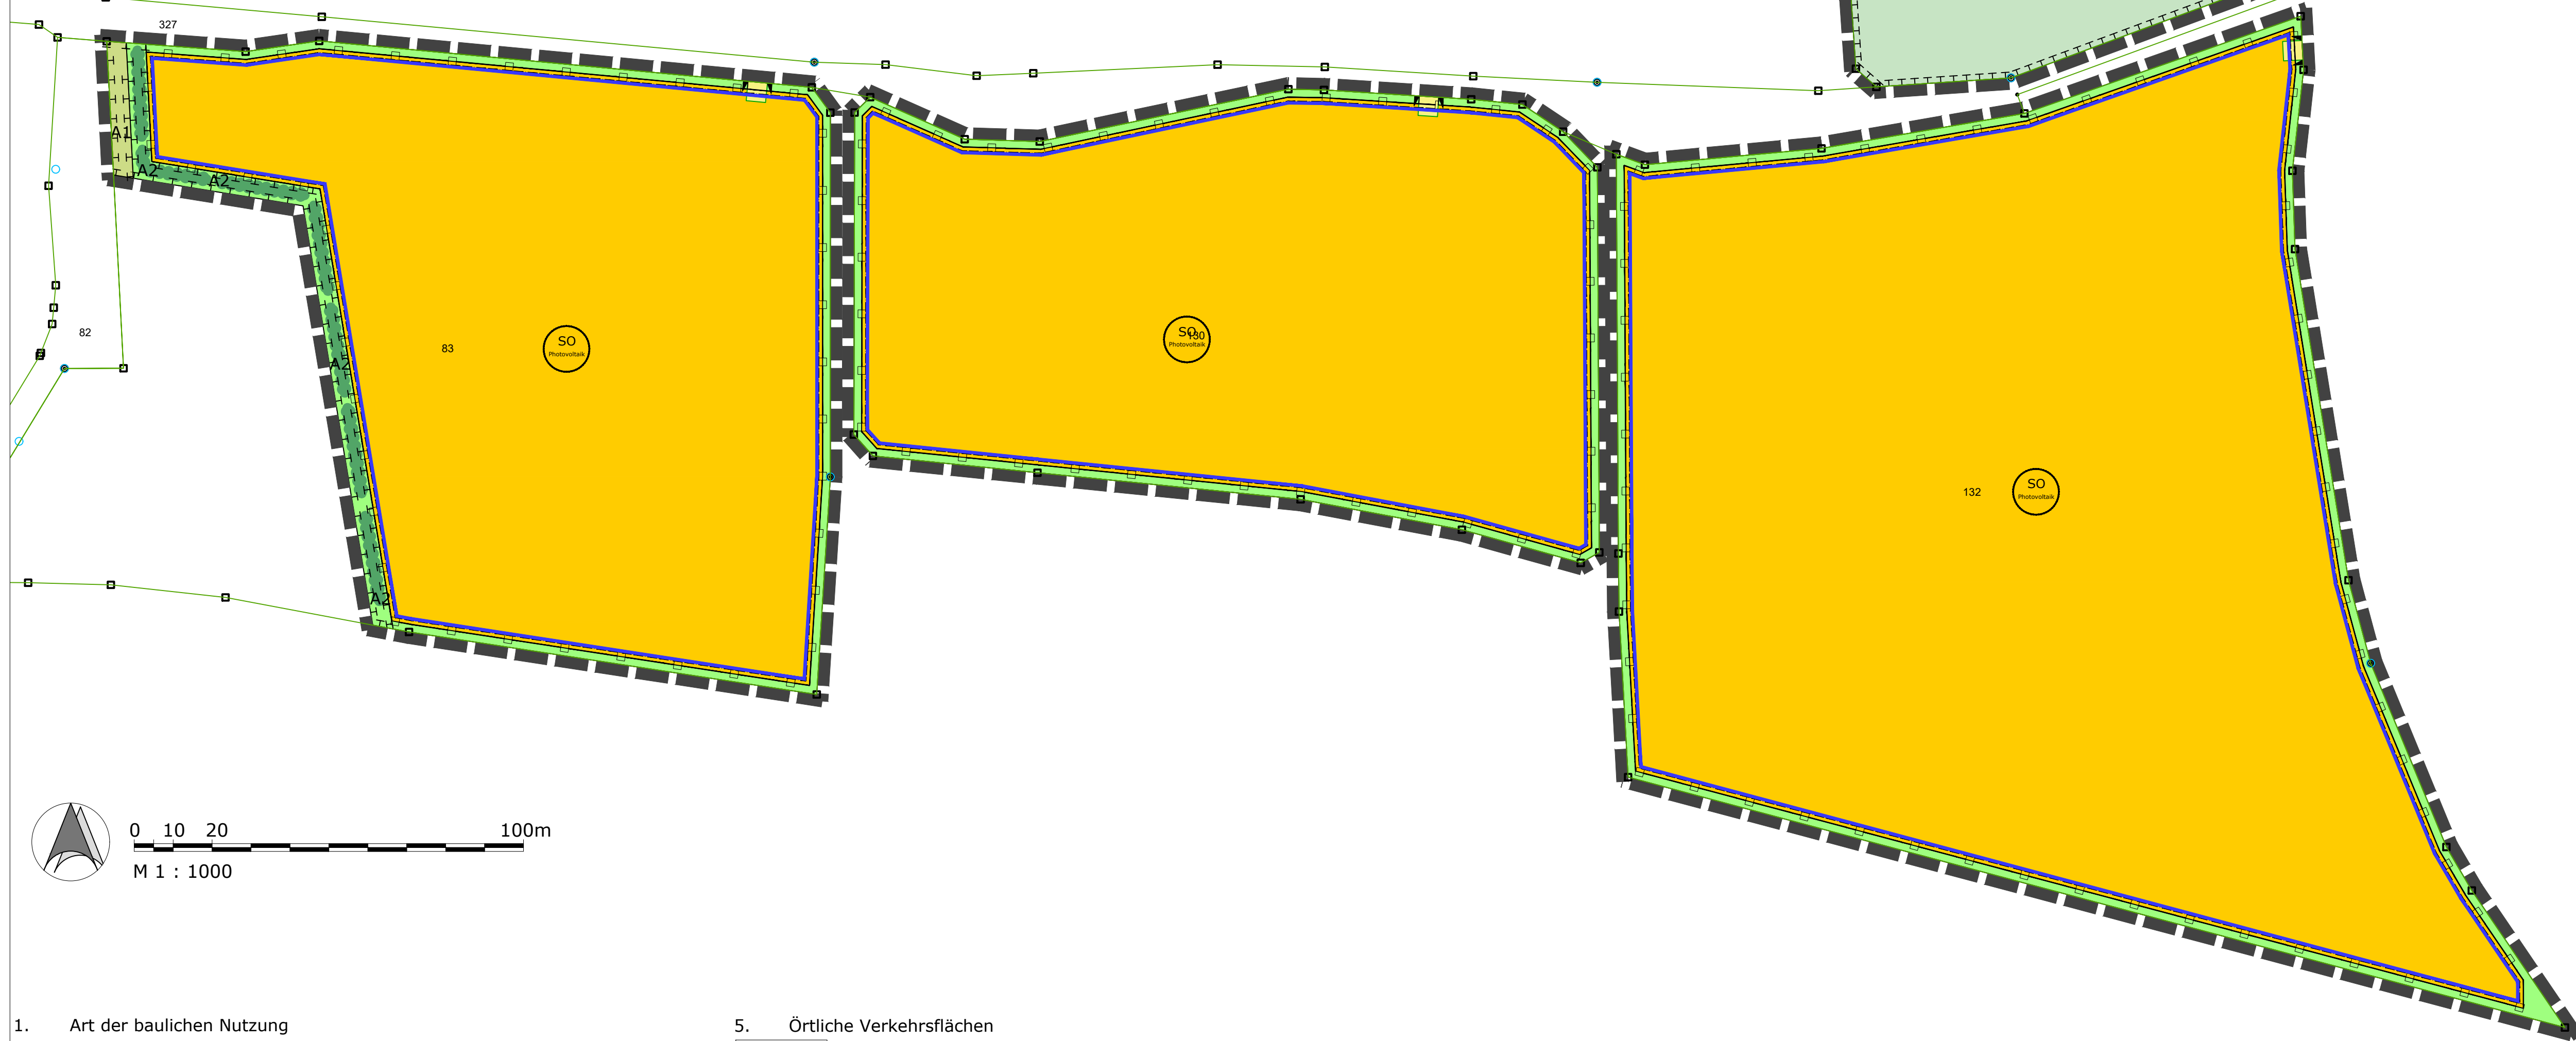 327
A1
A2
A2
82
83
SO
Photovoltaik
SO
130
Photovoltaik
A2
132
SO
Photovoltaik
A2
0 10 20 100m
M 1 : 1000
1. Art der baulichen Nutzung
5. Örtliche Verkehrsflächen